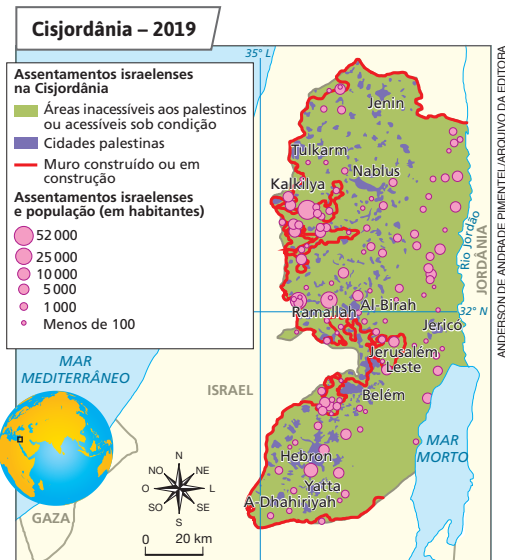 Cisjordânia – 2019
35° L
Assentamentos israelenses
na Cisjordânia
Áreas inacessíveis aos palestinos
ou acessíveis sob condição
Cidades palestinas
Muro construído ou em
construção
Assentamentos israelenses
e população (em habitantes)
52 000
25 000
10 000
5 000
1 000
Menos de 100
Jenin
Tulkarm
Nablus
Kalkilya
Rio Jordão
JORDÂNIA
Al-Birah
Ramallah
32° N
Jericó
Jerusalém
Leste
Belém
MAR
MEDITERRÂNEO
ISRAEL
MAR
MORTO
Hebron
Yatta
A-Dhahiriyah
GAZA
N
NO
NE
O
L
SO
SE
S
0 20 km
ANDERSON DE ANDRADE PIMENTEL/ARQUIVO DA EDITORA